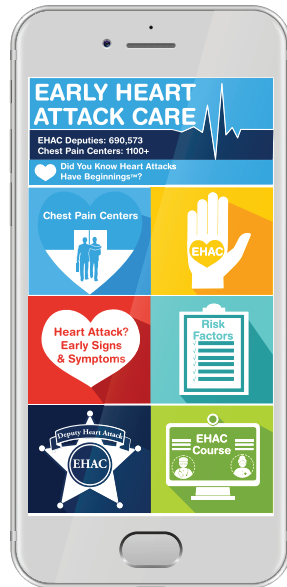 EARLY HEART
ATTACK CARE
EHAC Deputies: 690,573
Chest Pain Centers: 1100+
Did You Know Heart Attacks
Have Beginnings™?
Chest Pain Centers
EHAC
Heart Attack?
Early Signs
& Symptoms
Risk
Factors
Deputy Heart Attack
EHAC
EHAC
Course